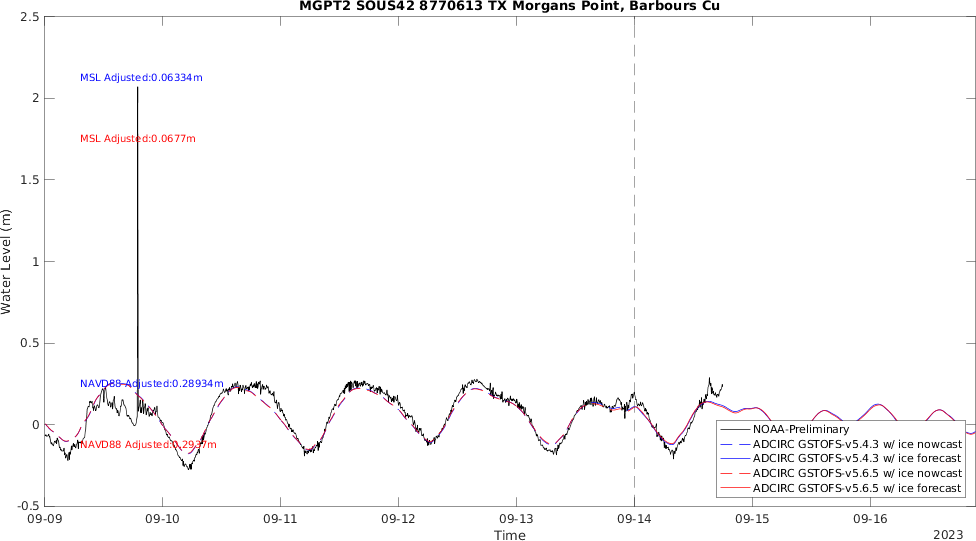 MGPT2 SOUS42 8770613 TX Morgans Point, Barbours Cu
2.5
2
1.5
1
0.5
0
-0.5
Water Level (m)
MSL Adjusted:0.06334m
MSL Adjusted:0.0677m
NAVD88 Adjusted:0.28934m
NAVD88 Adjusted:0.2937m
NOAA-Preliminary
ADCIRC GSTOFS-v5.4.3 w/ ice nowcast
ADCIRC GSTOFS-v5.4.3 w/ ice forecast
ADCIRC GSTOFS-v5.6.5 w/ ice nowcast
ADCIRC GSTOFS-v5.6.5 w/ ice forecast
09-09 09-10 09-11 09-12 09-13 09-14 09-15 09-16
Time
2023